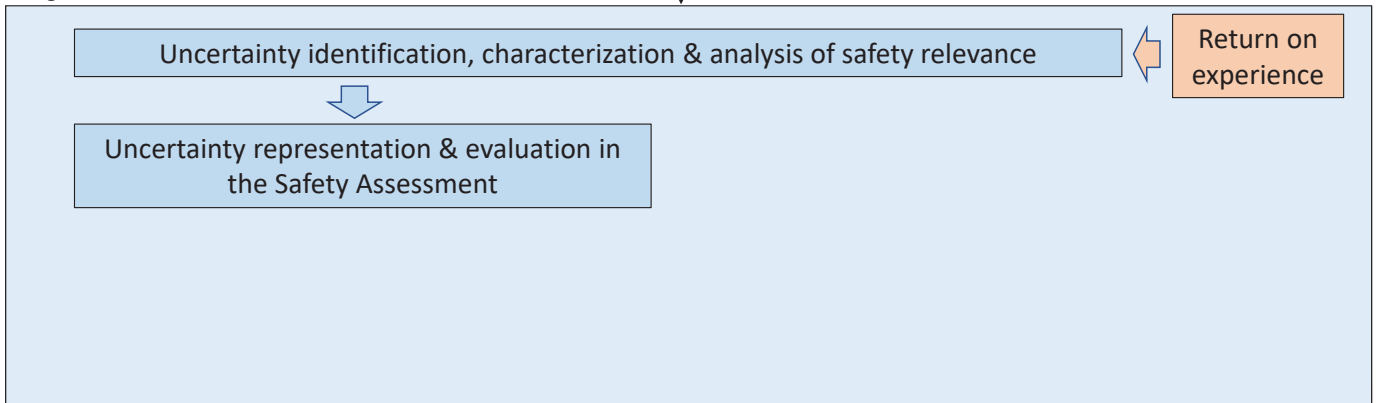 Uncertainty identification, characterization & analysis of safety relevance
Return on
experience
Uncertainty representation & evaluation in
the Safety Assessment